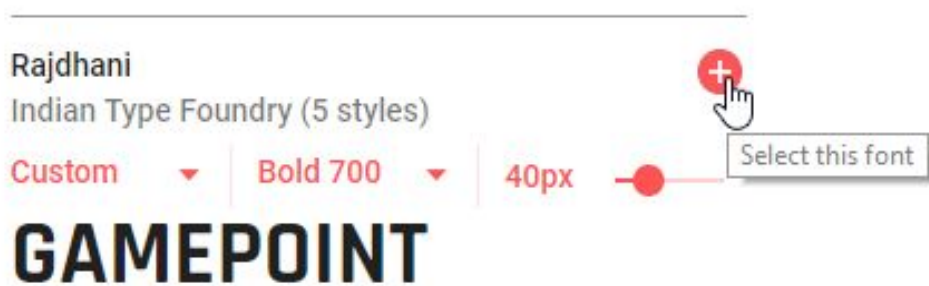 Rajdhani
Indian Type Foundry (5 styles)
Select this font
Custom Bold 700 40px
GAMEPOINT